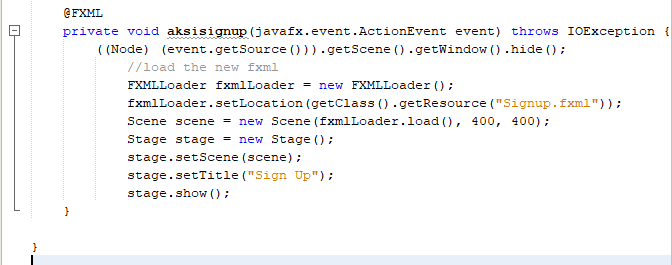 @FXML
private void aksisignup(javafx.event.ActionEvent event) throws IOException {
((Node) (event.getSource())).getScene().getWindow().hide();
//load the new fxml
FXMLLoader fxmlLoader = new FXMLLoader();
fxmlLoader.setLocation(getClass().getResource("Signup.fxml"));
Scene scene = new Scene(fxmlLoader.load(), 400, 400);
Stage stage = new Stage();
stage.setScene(scene);
stage.setTitle("Sign Up");
stage.show();
}
}